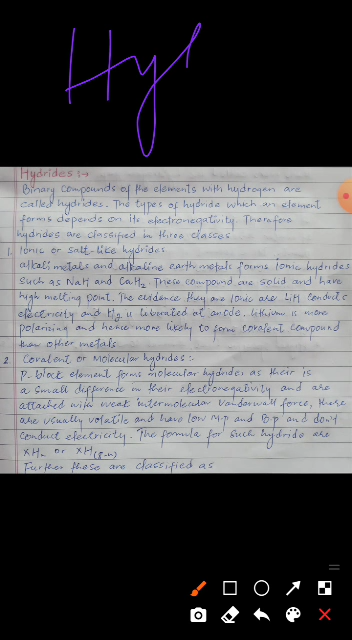 Hy
Hydrides :→
Binary compounds of the elements with hydrogen are
called hydrides. The types of hydride which an element
forms depends on its electronegativity. Therefore
hydrides are classified in three classes
1. Ionic or salt-like hydrides
alkali metals and alkaline earth metals forms ionic hydrides
such as NaH and CaH2. These compound are solid and have
high melting point. The evidence they are ionic are LiH conducts
electricity and H2 is liberated at anode. lithium is more
polarizing and hence more likely to form covalent compound
than other metals
2 Covalent or Molecular hydrides :-
P. block element forms molecular hydrides as their is
a small difference in their electronegativity and are
attached with weak intermolecular Vanderwall force, these
are usually volatile and have low M.p and B.p and don't
conduct electricity. The formula for such hydride are
XHn or XH(8-n)
Further these are classified as